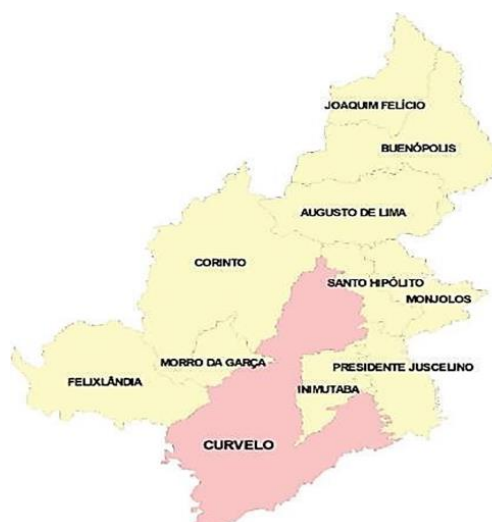 JOAQUIM FELÍCIO
BUENÓPOLIS
AUGUSTO DE LIMA
CORINTO
SANTO HIPÓLITO
MONJOLOS
MORRO DA GARÇA
PRESIDENTE JUSCELINO
FELIXLÂNDIA
INIMUTABA
CURVELO